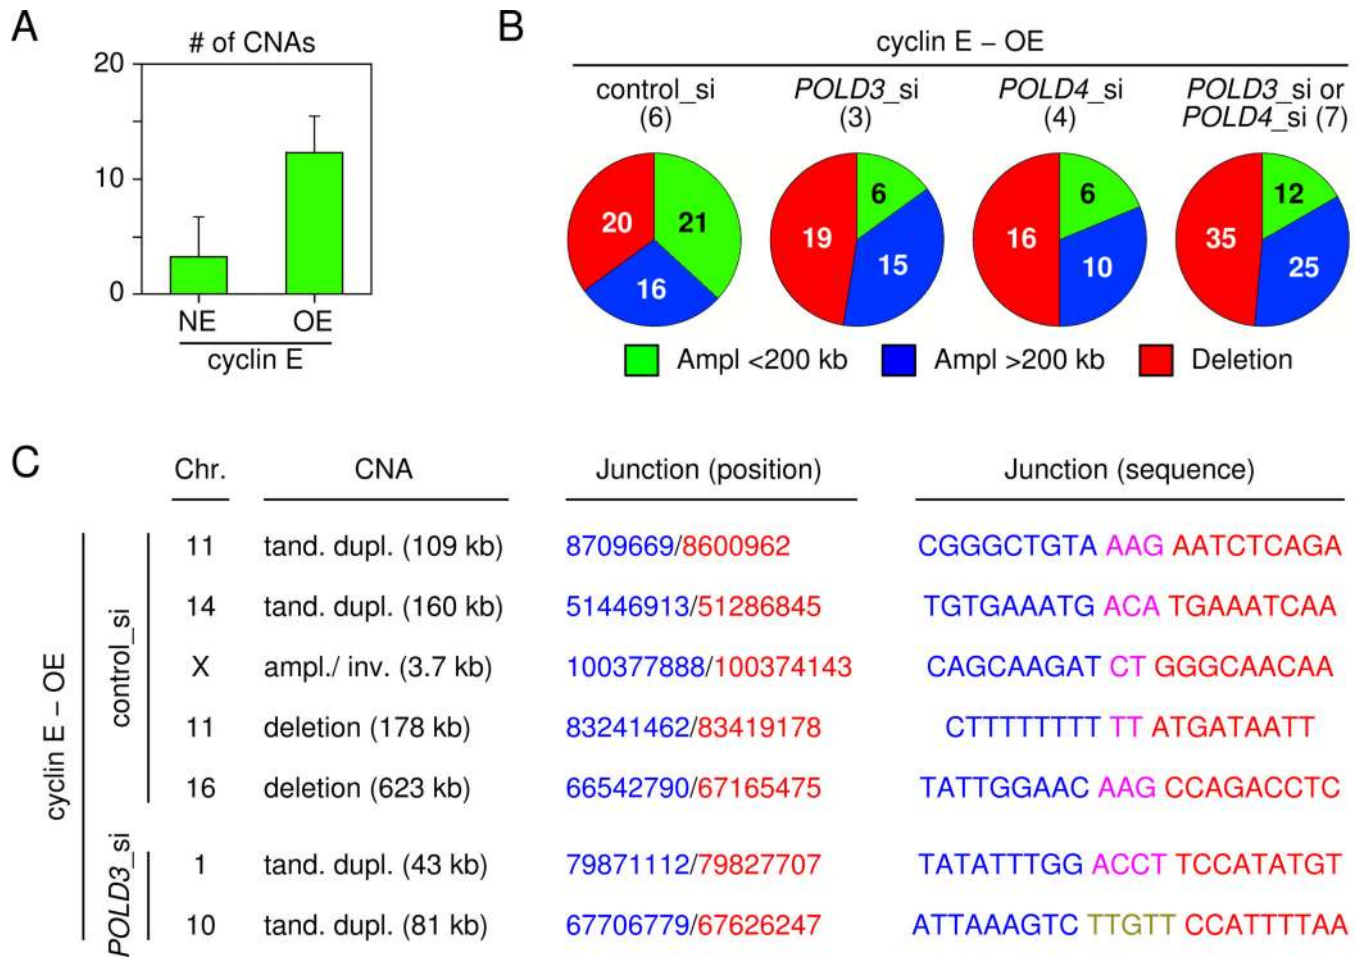 A
# of CNAs
20
10
0
NE OE
cyclin E
B
cyclin E – OE
control_si
(6)
POLD3_si
(3)
POLD4_si
(4)
POLD3_si or
POLD4_si (7)
20 21 16
19 6 15
16 6 10
35 12 25
Ampl <200 kb Ampl >200 kb Deletion
C
Chr. CNA Junction (position) Junction (sequence)
cyclin E – OE
control_si
11 tand. dupl. (109 kb) 8709669/8600962 CGGGCTGTA AAG AATCTCAGA
14 tand. dupl. (160 kb) 51446913/51286845 TGTGAAATG ACA TGAAATCAA
X ampl./ inv. (3.7 kb) 100377888/100374143 CAGCAAGAT CT GGGCAACAA
11 deletion (178 kb) 83241462/83419178 CTTTTTTTT TT ATGATAATT
16 deletion (623 kb) 66542790/67165475 TATTGGAAC AAG CCAGACCTC
POLD3_si
1 tand. dupl. (43 kb) 79871112/79827707 TATATTTGG ACCT TCCATATGT
10 tand. dupl. (81 kb) 67706779/67626247 ATTAAAGTC TTGTT CCATTTTAA